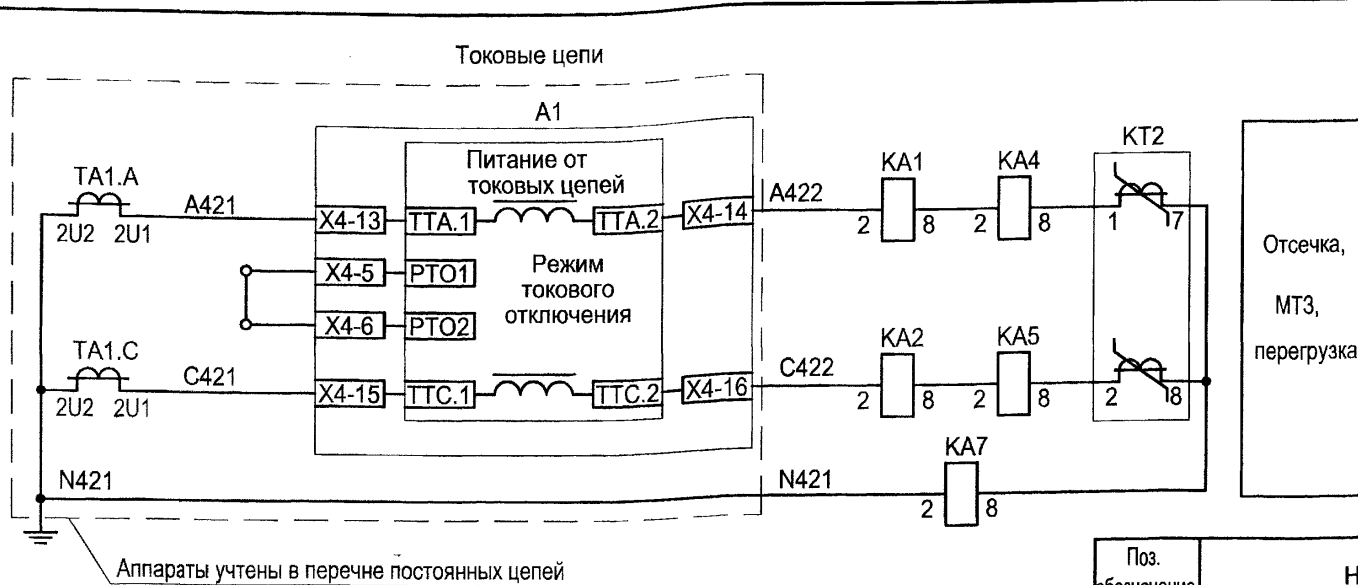 Токовые цепи
A1
Питание от
токовых цепей
TA1.A
2U2 2U1
A421
X4-13
TTA.1
TTA.2
X4-14
A422
KA1
2 8
KA4
2 8
KT2
1 7
X4-5
PTO1
Режим
токового
отключения
X4-6
PTO2
TA1.C
2U2 2U1
C421
X4-15
TTC.1
TTC.2
X4-16
C422
KA2
2 8
KA5
2 8
2 8
Отсечка,
МТЗ,
перегрузка
N421
N421
KA7
2 8
Аппараты учтены в перечне постоянных цепей
Поз.
обозначение
Н